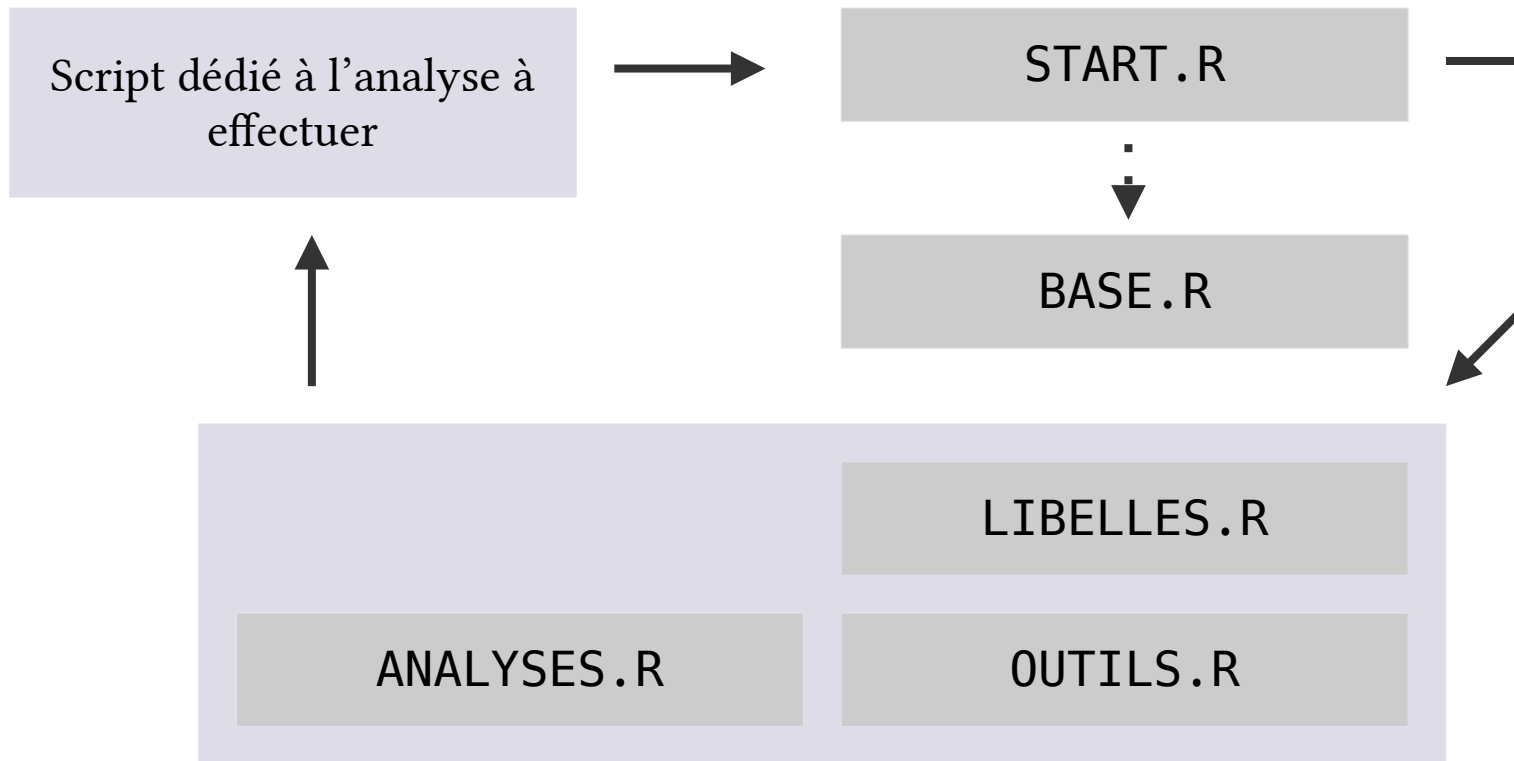 Script dédié à l’analyse à
effectuer
START.R
BASE.R
LIBELLES.R
ANALYSES.R
OUTILS.R